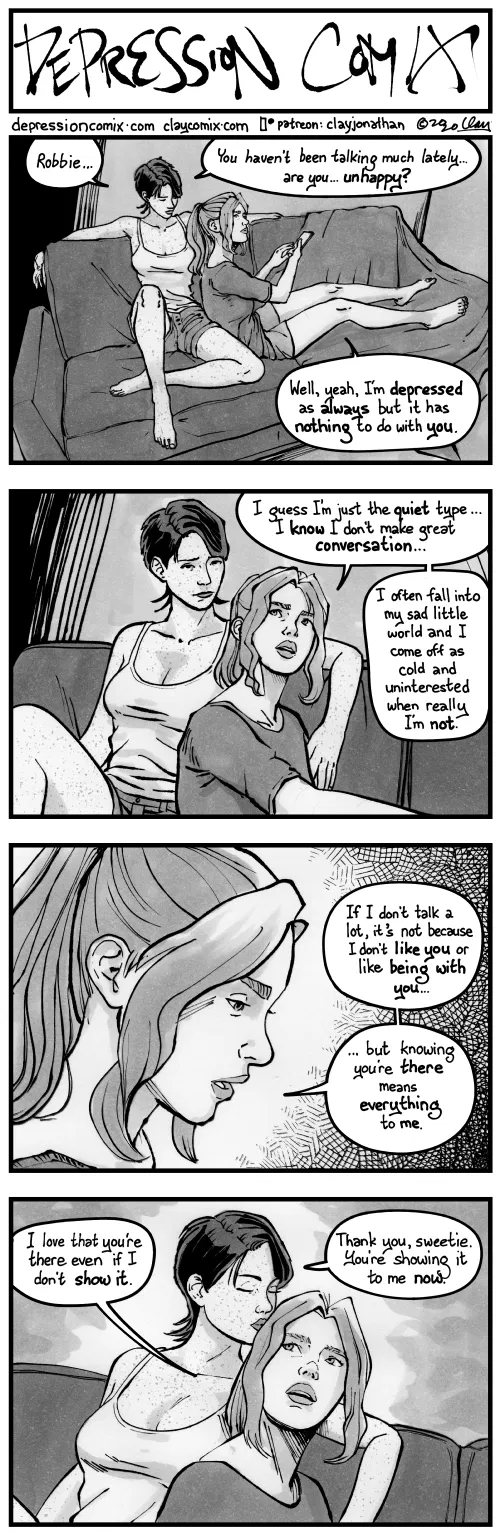 DEPRESSION COMIX
depressioncomix.com claycomix.com patreon: clayjonathan ©2020 Clay
Robbie...
You haven't been talking much lately...
are you... unhappy?
Well, yeah, I'm depressed
as always but it has
nothing to do with you.
I guess I'm just the quiet type...
I know I don't make great
conversation...
I often fall into
my sad little
world and I
come off as
cold and
uninterested
when really
I'm not.
If I don't talk a
lot, it's not because
I don't like you or
like being with
you...
... but knowing
you're there
means
everything
to me.
I love that you're
there even if I
don't show it.
Thank you, sweetie.
You're showing it
to me now.